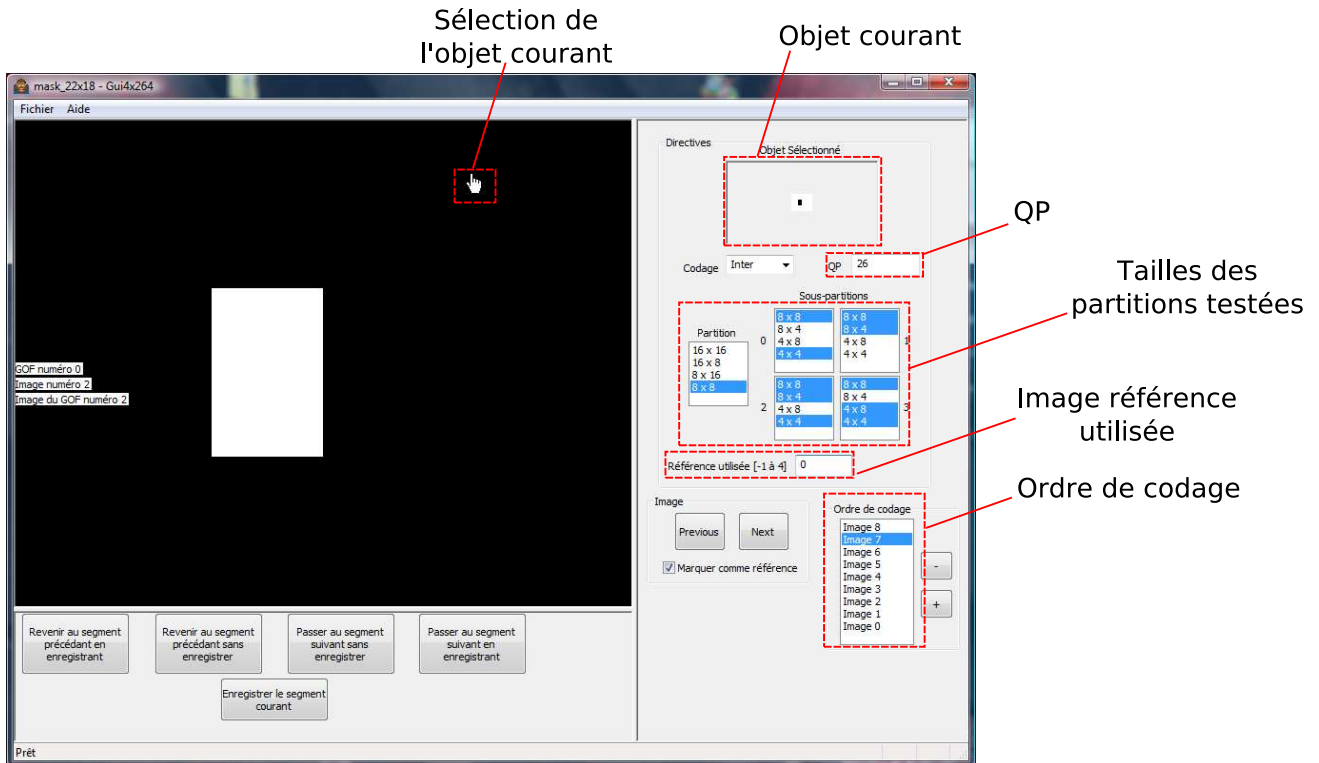 Sélection de
l'objet courant
Objet courant
mask_22x18 - Gui4x264
Fichier Aide
Directives
Objet Sélectionné
QP
Codage Inter QP 26
Tailles des
partitions testées
Sous-partitions
Partition
16 x 16
16 x 8
8 x 16
8 x 8
0
8 x 8
8 x 4
4 x 8
4 x 4
8 x 8
8 x 4
4 x 8
4 x 4
1
2
8 x 8
8 x 4
4 x 8
4 x 4
8 x 8
8 x 4
4 x 8
4 x 4
3
GOF numéro 0
Image numéro 2
Image du GOF numéro 2
Image référence
utilisée
Référence utilisée [-1 à 4] 0
Ordre de codage
Image
Previous Next
Marquer comme référence
Ordre de codage
Image 8
Image 7
Image 6
Image 5
Image 4
Image 3
Image 2
Image 1
Image 0
-
+
Revenir au segment
précédant en
enregistrant
Revenir au segment
précédant sans
enregistrer
Passer au segment
suivant sans
enregistrer
Passer au segment
suivant en
enregistrant
Enregistrer le segment
courant
Prêt